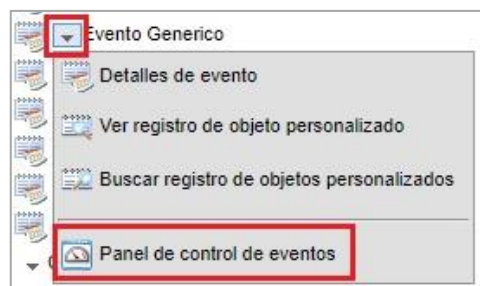 Evento Generico
Detalles de evento
Ver registro de objeto personalizado
Buscar registro de objetos personalizados
Panel de control de eventos